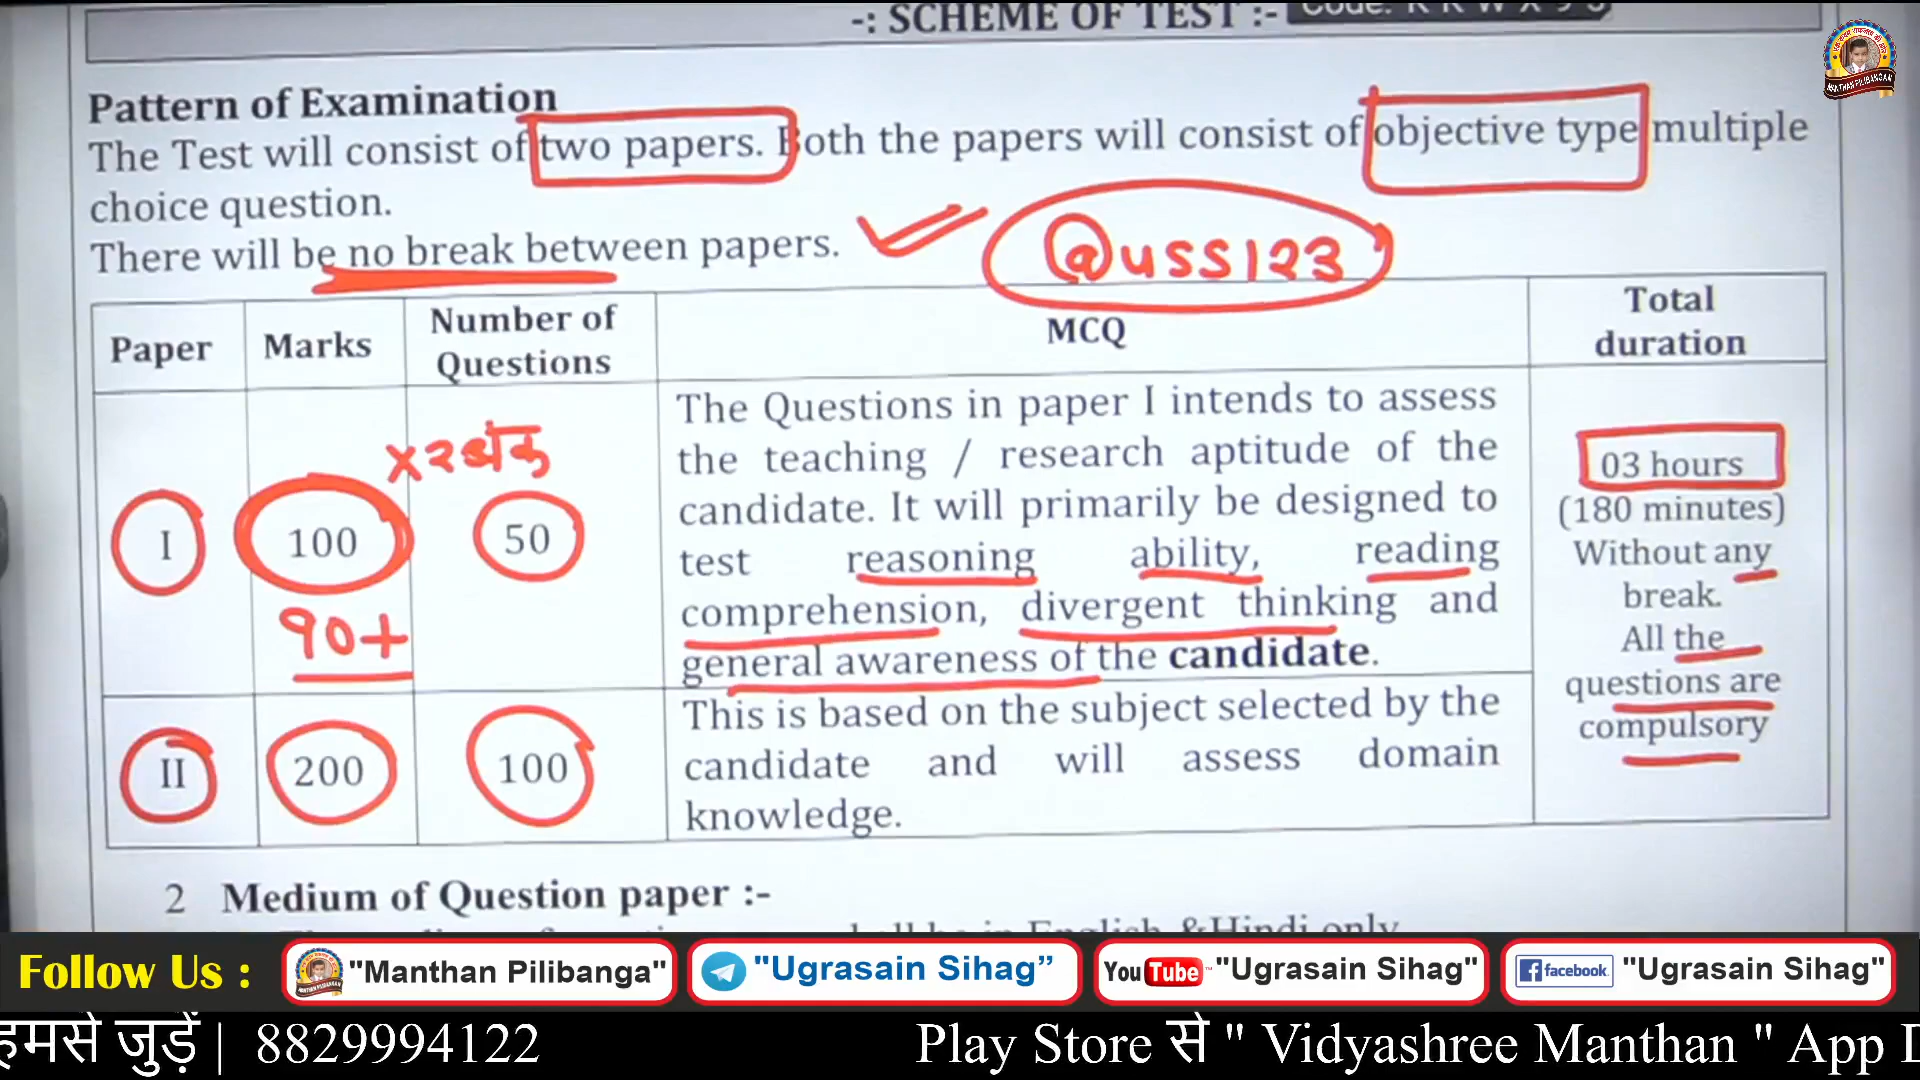 -: SCHEME OF TEST :-
Pattern of Examination
The Test will consist of two papers. Both the papers will consist of objective type multiple
choice question.
There will be no break between papers.
@uss123
Paper
Marks
Number of
Questions
MCQ
Total
duration
I
100
×2 अंक
90+
50
The Questions in paper I intends to assess
the teaching / research aptitude of the
candidate. It will primarily be designed to
test reasoning ability, reading
comprehension, divergent thinking and
general awareness of the candidate.
03 hours
(180 minutes)
Without any
break.
All the
questions are
compulsory
II
200
100
This is based on the subject selected by the
candidate and will assess domain
knowledge.
2 Medium of Question paper :-
English &Hindi only
Follow Us :
"Manthan Pilibanga"
"Ugrasain Sihag”
YouTube "Ugrasain Sihag"
facebook. "Ugrasain Sihag"
हमसे जुड़ें | 8829994122
Play Store से " Vidyashree Manthan " App